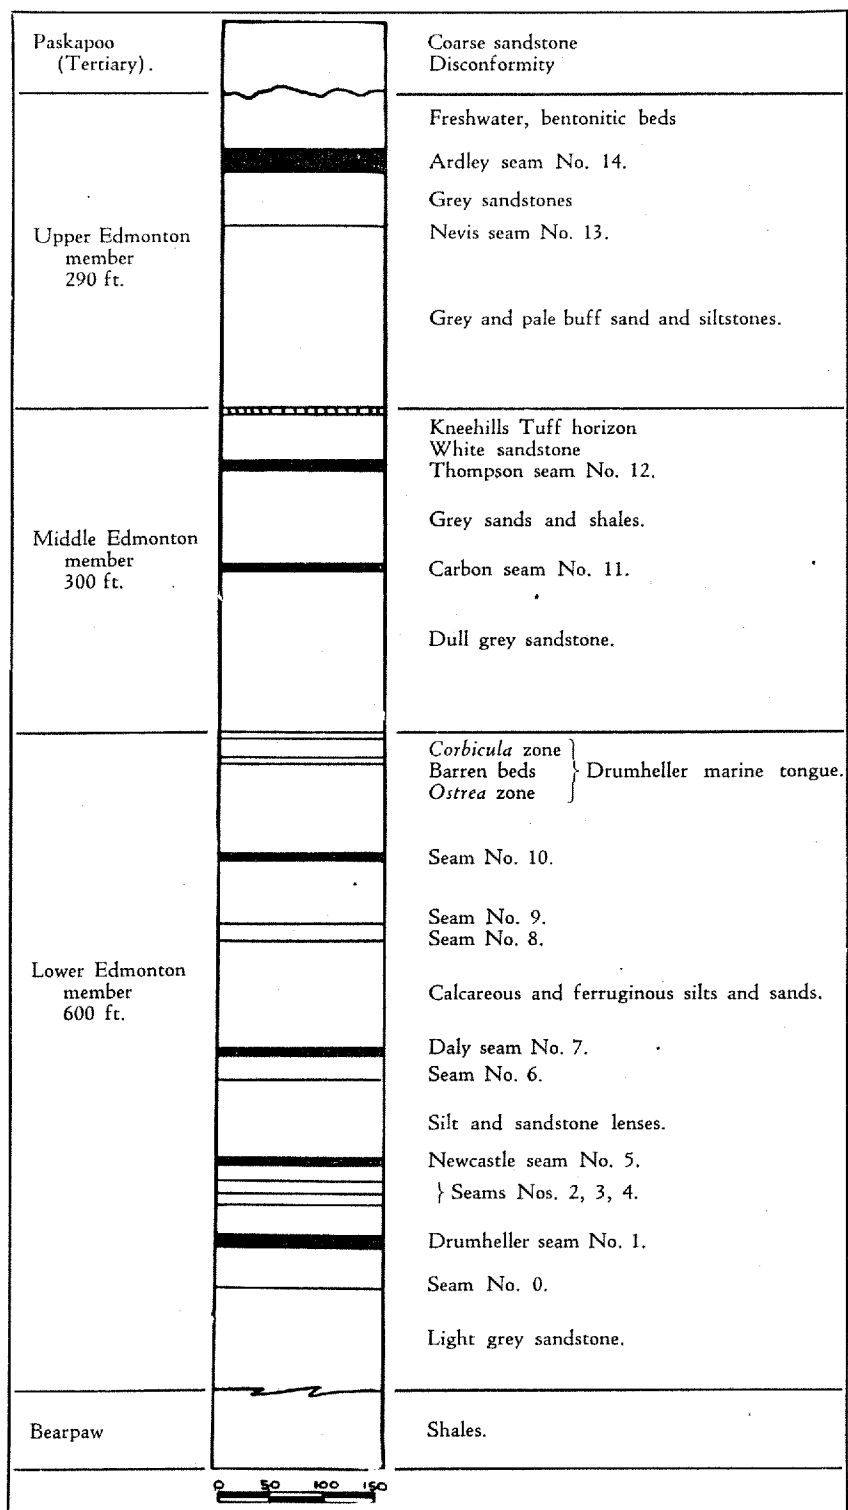 Paskapoo
(Tertiary).
Coarse sandstone
Disconformity
Freshwater, bentonitic beds
Ardley seam No. 14.
Grey sandstones
Upper Edmonton
member
290 ft.
Nevis seam No. 13.
Grey and pale buff sand and siltstones.
Kneehills Tuff horizon
White sandstone
Thompson seam No. 12.
Grey sands and shales.
Middle Edmonton
member
300 ft.
Carbon seam No. 11.
Dull grey sandstone.
Corbicula zone
Barren beds
Ostrea zone
} Drumheller marine tongue.
Seam No. 10.
Seam No. 9.
Seam No. 8.
Lower Edmonton
member
600 ft.
Calcareous and ferruginous silts and sands.
Daly seam No. 7.
Seam No. 6.
Silt and sandstone lenses.
Newcastle seam No. 5.
} Seams Nos. 2, 3, 4.
Drumheller seam No. 1.
Seam No. 0.
Light grey sandstone.
Bearpaw
Shales.
0 50 100 150